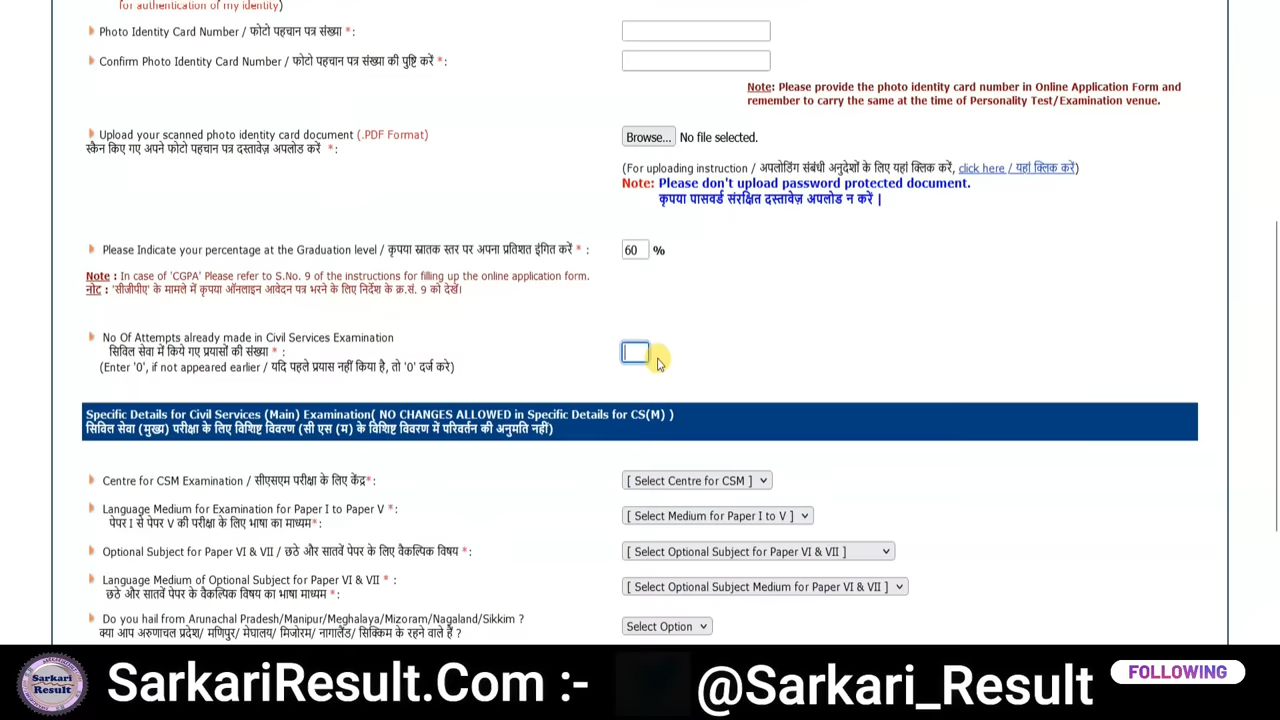 for authentication of my identity)
Photo Identity Card Number / फोटो पहचान पत्र संख्या *:
Confirm Photo Identity Card Number / फोटो पहचान पत्र संख्या की पुष्टि करें *:
Note: Please provide the photo identity card number in Online Application Form and
remember to carry the same at the time of Personality Test/Examination venue.
Upload your scanned photo identity card document (.PDF Format)
स्कैन किए गए अपने फोटो पहचान पत्र दस्तावेज़ अपलोड करें *:
Browse... No file selected.
(For uploading instruction / अपलोडिंग संबंधी अनुदेशों के लिए यहां क्लिक करें, click here / यहां क्लिक करें)
Note: Please don't upload password protected document.
कृपया पासवर्ड संरक्षित दस्तावेज़ अपलोड न करें |
Please Indicate your percentage at the Graduation level / कृपया स्नातक स्तर पर अपना प्रतिशत इंगित करें * : 60 %
Note : In case of 'CGPA' Please refer to S.No. 9 of the instructions for filling up the online application form.
नोट : 'सीजीपीए' के मामले में कृपया ऑनलाइन आवेदन पत्र भरने के लिए निर्देश के क्र.सं. 9 को देखें।
No Of Attempts already made in Civil Services Examination
सिविल सेवा में किये गए प्रयासों की संख्या * :
(Enter '0', if not appeared earlier / यदि पहले प्रयास नहीं किया है, तो '0' दर्ज करे)
Specific Details for Civil Services (Main) Examination( NO CHANGES ALLOWED in Specific Details for CS(M) )
सिविल सेवा (मुख्य) परीक्षा के लिए विशिष्ट विवरण (सी एस (म) के विशिष्ट विवरण में परिवर्तन की अनुमति नहीं)
Centre for CSM Examination / सीएसएम परीक्षा के लिए केंद्र*: [ Select Centre for CSM ]
Language Medium for Examination for Paper I to Paper V *: [ Select Medium for Paper I to V ]
पेपर I से पेपर V की परीक्षा के लिए भाषा का माध्यम*:
Optional Subject for Paper VI & VII / छठे और सातवें पेपर के लिए वैकल्पिक विषय *: [ Select Optional Subject for Paper VI & VII ]
Language Medium of Optional Subject for Paper VI & VII * : [ Select Optional Subject Medium for Paper VI & VII ]
छठे और सातवें पेपर के वैकल्पिक विषय का भाषा माध्यम *:
Do you hail from Arunachal Pradesh/Manipur/Meghalaya/Mizoram/Nagaland/Sikkim ? Select Option
क्या आप अरुणाचल प्रदेश/ मणिपुर/ मेघालय/ मिजोरम/ नागालैंड/ सिक्किम के रहने वाले हैं ?
Sarkari Result
SarkariResult.Com :- @Sarkari_Result FOLLOWING